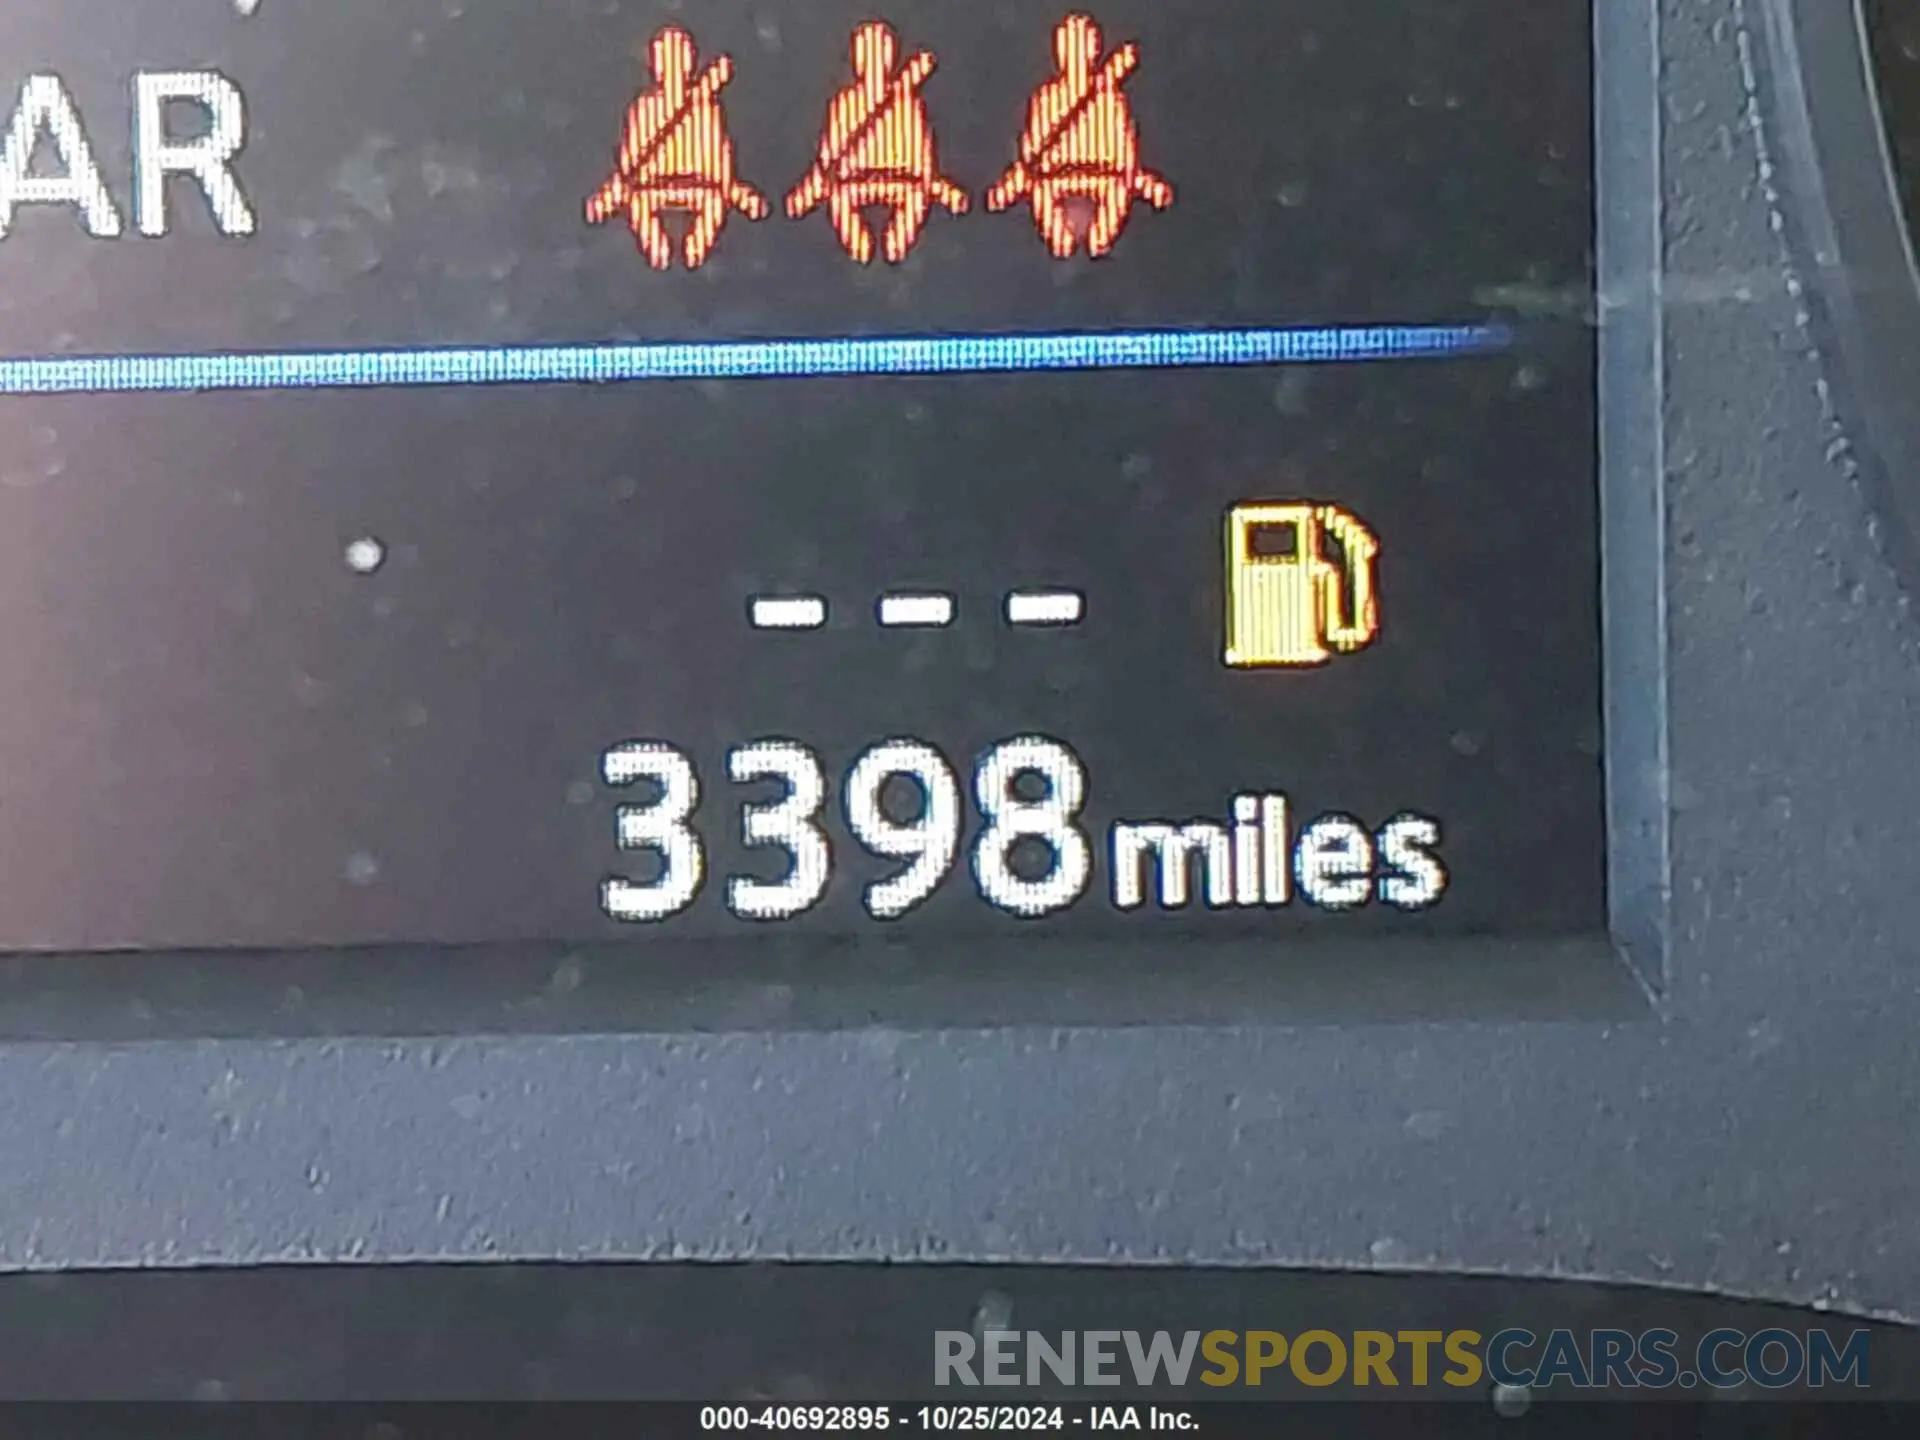 AR
---
3398 miles
RENEWSPORTSCARS.COM
000-40692895 - 10/25/2024 - IAA Inc.